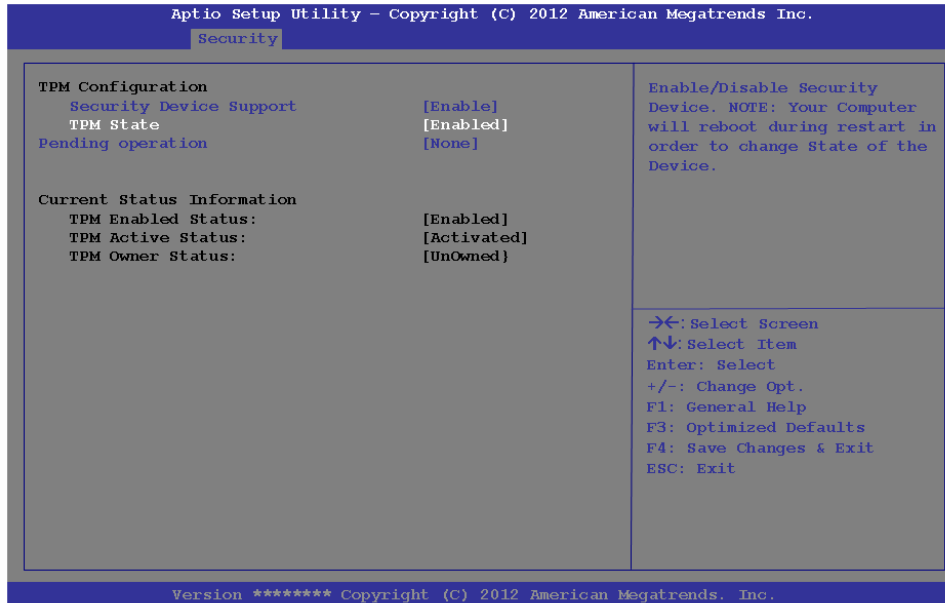 Aptio Setup Utility – Copyright (C) 2012 American Megatrends Inc.
Security
TPM Configuration
Security Device Support [Enable]
TPM State [Enabled]
Pending operation [None]
Current Status Information
TPM Enabled Status: [Enabled]
TPM Active Status: [Activated]
TPM Owner Status: [UnOwned}
Enable/Disable Security
Device. NOTE: Your Computer
will reboot during restart in
order to change State of the
Device.
→←: Select Screen
↑↓: Select Item
Enter: Select
+/-: Change Opt.
F1: General Help
F3: Optimized Defaults
F4: Save Changes & Exit
ESC: Exit
Version ******** Copyright (C) 2012 American Megatrends. Inc.